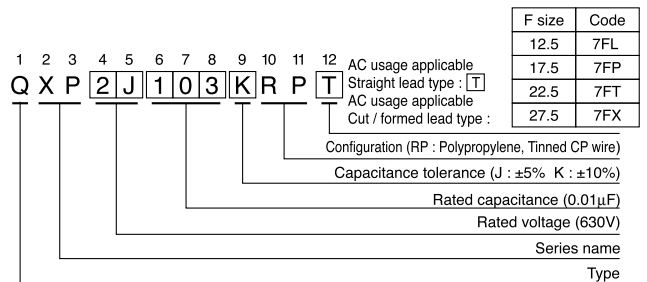 F size Code
12.5 7FL
17.5 7FP
22.5 7FT
27.5 7FX
1 2 3 4 5 6 7 8 9 10 11 12
Q X P 2 J 1 0 3 K R P T
AC usage applicable
Straight lead type : T
AC usage applicable
Cut / formed lead type :
Configuration (RP : Polypropylene, Tinned CP wire)
Capacitance tolerance (J : ±5% K : ±10%)
Rated capacitance (0.01μF)
Rated voltage (630V)
Series name
Type